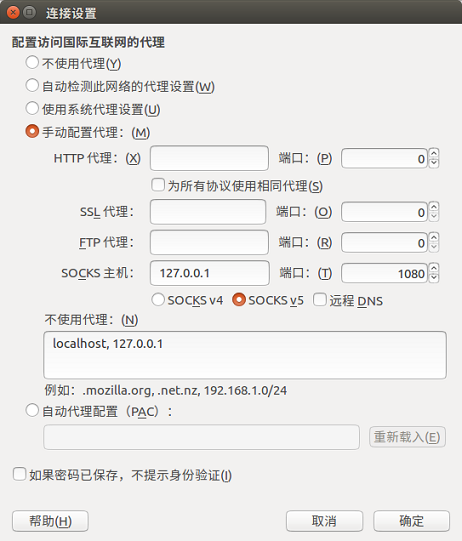 连接设置
配置访问国际互联网的代理
不使用代理(Y)
自动检测此网络的代理设置(W)
使用系统代理设置(U)
手动配置代理：(M)
HTTP 代理：(X) 端口：(P) 0
为所有协议使用相同代理(S)
SSL 代理： 端口：(O) 0
FTP 代理： 端口：(R) 0
SOCKS 主机： 127.0.0.1 端口：(T) 1080
SOCKS v4 SOCKS v5 远程 DNS
不使用代理：(N)
localhost, 127.0.0.1
例如：.mozilla.org, .net.nz, 192.168.1.0/24
自动代理配置（PAC）：
重新载入(E)
如果密码已保存，不提示身份验证(I)
帮助(H) 取消 确定